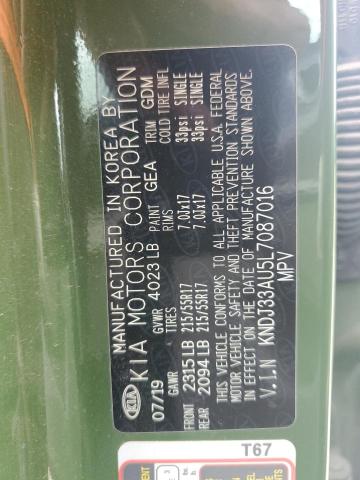 MANUFACTURED IN KOREA BY
KIA KIA MOTORS CORPORATION
07/19 GVWR 4023 LB PAINT GEA TRIM GDM
GAWR TIRES RIMS COLD TIRE INFL
FRONT 2315 LB 215/55R17 7.0JX17 33psi SINGLE
REAR 2094 LB 215/55R17 7.0JX17 33psi SINGLE
THIS VEHICLE CONFORMS TO ALL APPLICABLE U.S.A. FEDERAL
MOTOR VEHICLE SAFETY AND THEFT PREVENTION STANDARDS
IN EFFECT ON THE DATE OF MANUFACTURE SHOWN ABOVE.
V.I.N KNDJ33AU5L7087016
MPV
T67